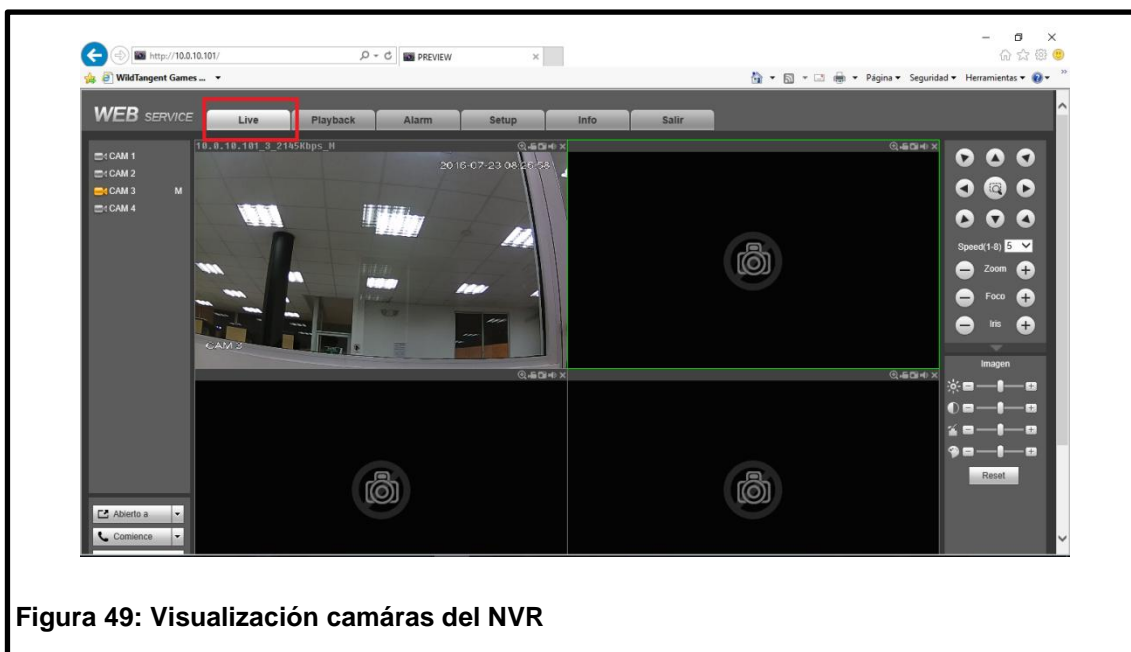 http://10.0.10.101/
PREVIEW
WildTangent Games ...
Página Seguridad Herramientas
WEB SERVICE
Live Playback Alarm Setup Info Salir
CAM 1
CAM 2
CAM 3 M
CAM 4
10.0.10.101_3_2145Kbps_M
2016-07-23 08:26:58
CAM 3
Speed(1-8) 5
Zoom
Foco
Iris
Imagen
Reset
Abierto a
Comience
Figura 49: Visualización camáras del NVR